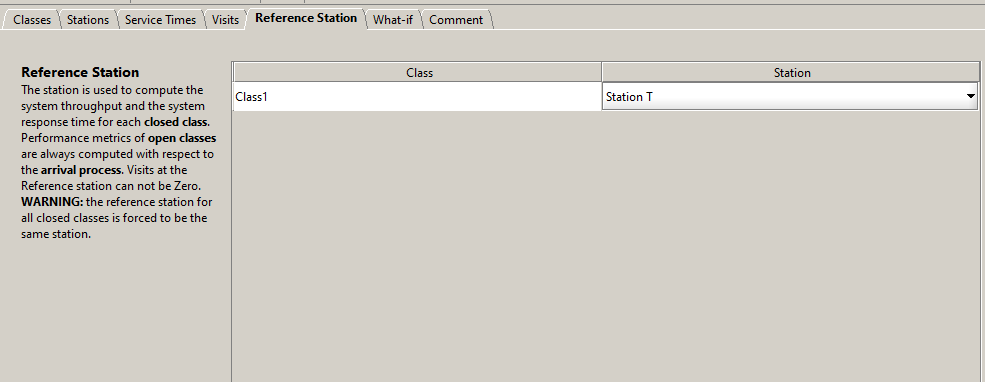 Classes Stations Service Times Visits Reference Station What-if Comment
Reference Station
The station is used to compute the
system throughput and the system
response time for each closed class.
Performance metrics of open classes
are always computed with respect to
the arrival process. Visits at the
Reference station can not be Zero.
WARNING: the reference station for
all closed classes is forced to be the
same station.
Class Station
Class1 Station T